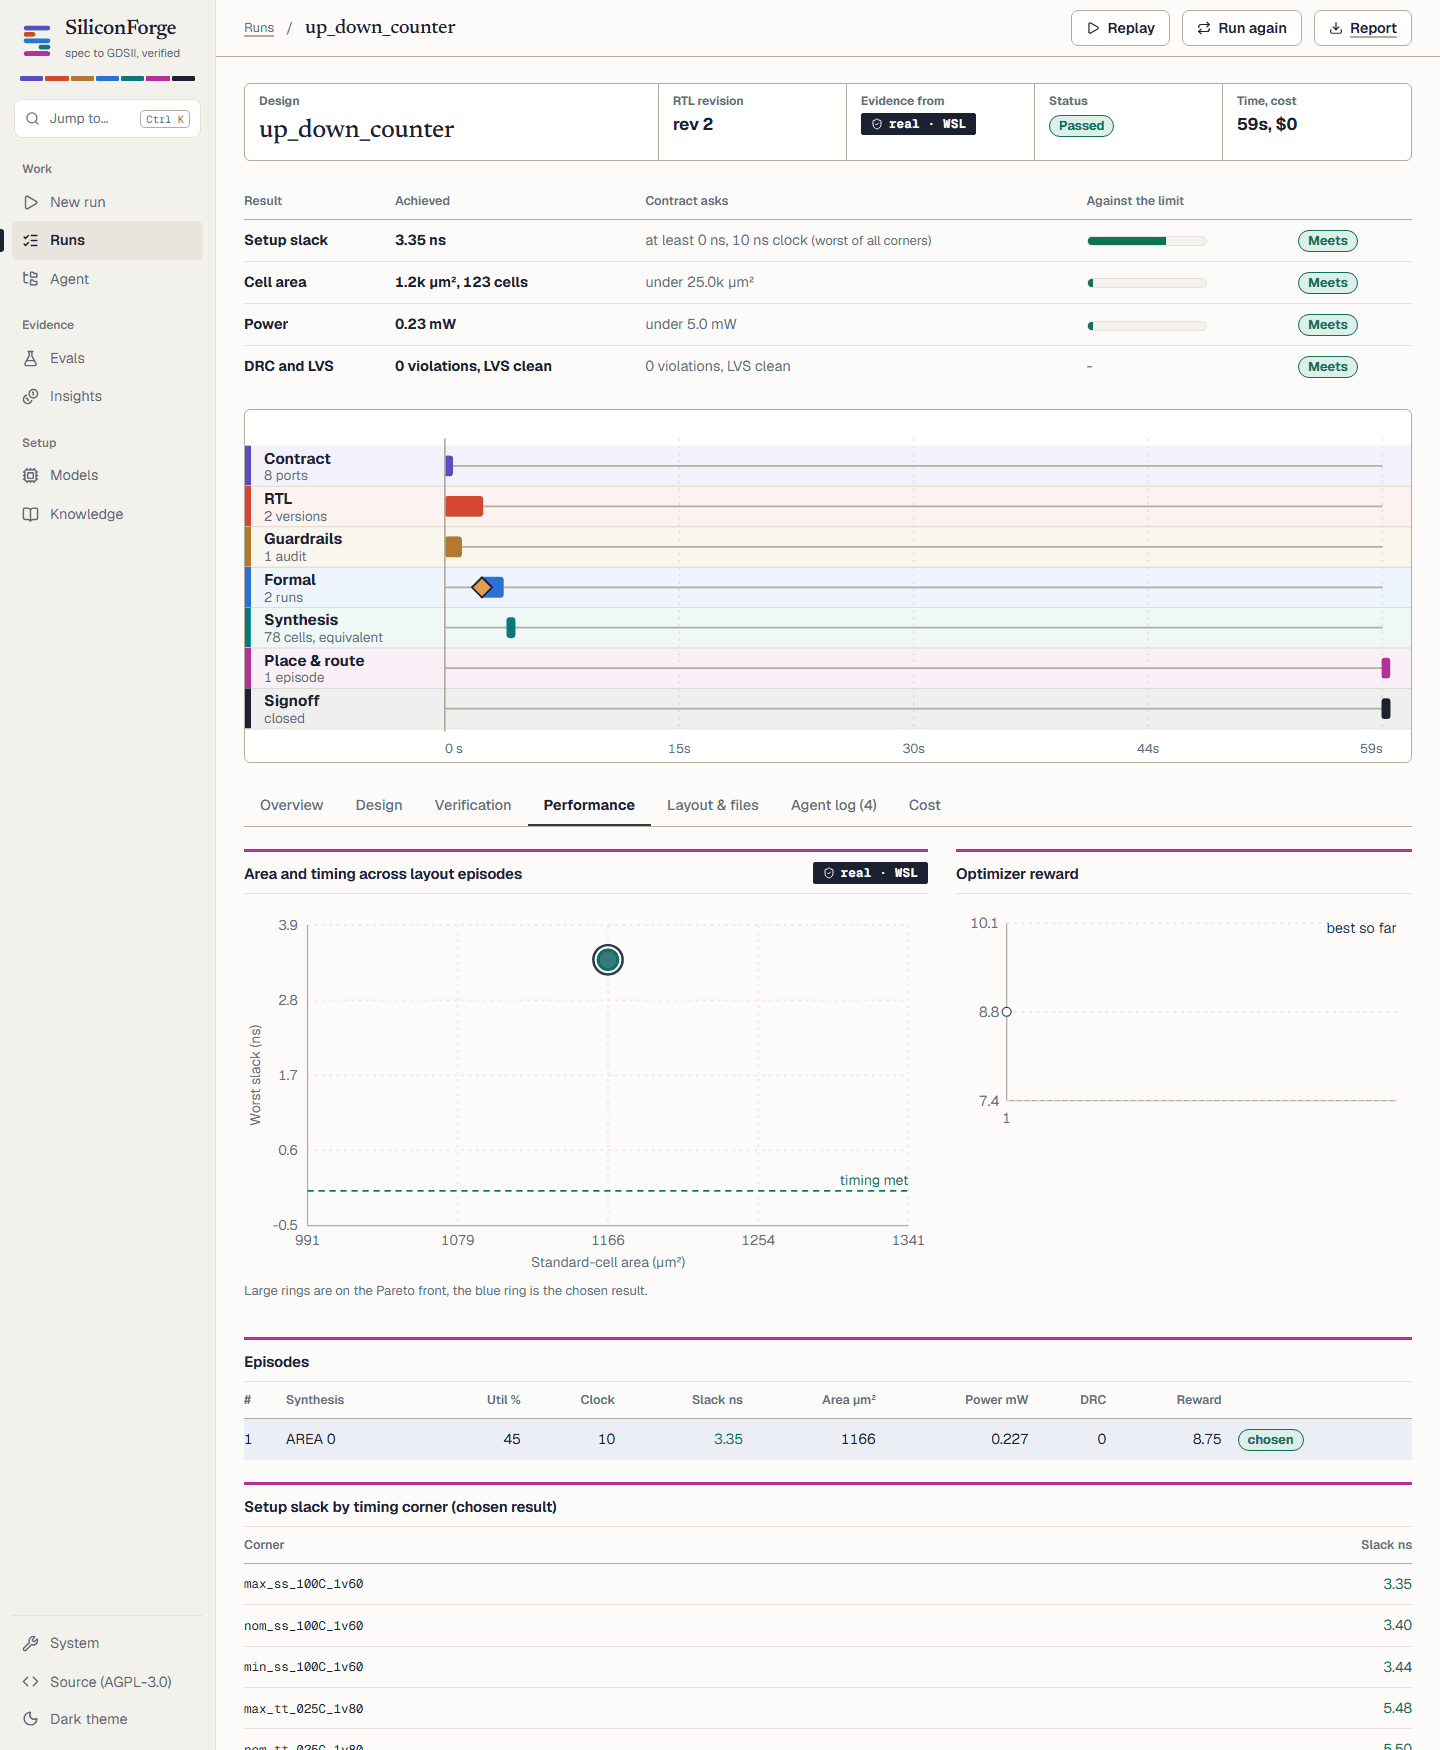 SiliconForge
spec to GDSII, verified
Jump to...
Ctrl K
Work
New run
Runs
Agent
Evidence
Evals
Insights
Setup
Models
Knowledge
System
Source (AGPL-3.0)
Dark theme
Runs / up_down_counter
Replay
Run again
Report
Design
up_down_counter
RTL revision
rev 2
Evidence from
real · WSL
Status
Passed
Time, cost
59s, $0
Result Achieved Contract asks Against the limit
Setup slack 3.35 ns at least 0 ns, 10 ns clock (worst of all corners) Meets
Cell area 1.2k µm², 123 cells under 25.0k µm² Meets
Power 0.23 mW under 5.0 mW Meets
DRC and LVS 0 violations, LVS clean 0 violations, LVS clean - Meets
Contract
8 ports
RTL
2 versions
Guardrails
1 audit
Formal
2 runs
Synthesis
78 cells, equivalent
Place & route
1 episode
Signoff
closed
0 s 15s 30s 44s 59s
Overview Design Verification Performance Layout & files Agent log (4) Cost
Area and timing across layout episodes
real · WSL
3.9
2.8
1.7
0.6
-0.5
Worst slack (ns)
timing met
991 1079 1166 1254 1341
Standard-cell area (µm²)
Large rings are on the Pareto front, the blue ring is the chosen result.
Optimizer reward
10.1
best so far
8.8
7.4
1
Episodes
# Synthesis Util % Clock Slack ns Area µm² Power mW DRC Reward
1 AREA 0 45 10 3.35 1166 0.227 0 8.75 chosen
Setup slack by timing corner (chosen result)
Corner Slack ns
max_ss_100C_1v60 3.35
nom_ss_100C_1v60 3.40
min_ss_100C_1v60 3.44
max_tt_025C_1v80 5.48
nom_tt_025C_1v80 5.50